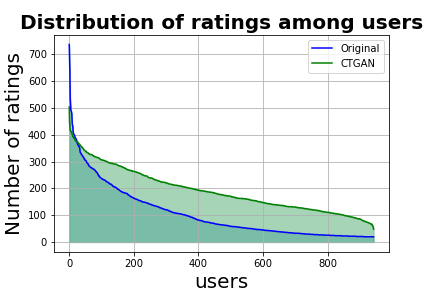 Distribution of ratings among users
Number of ratings
700
600
500
400
300
200
100
0
Original
CTGAN
0 200 400 600 800
users